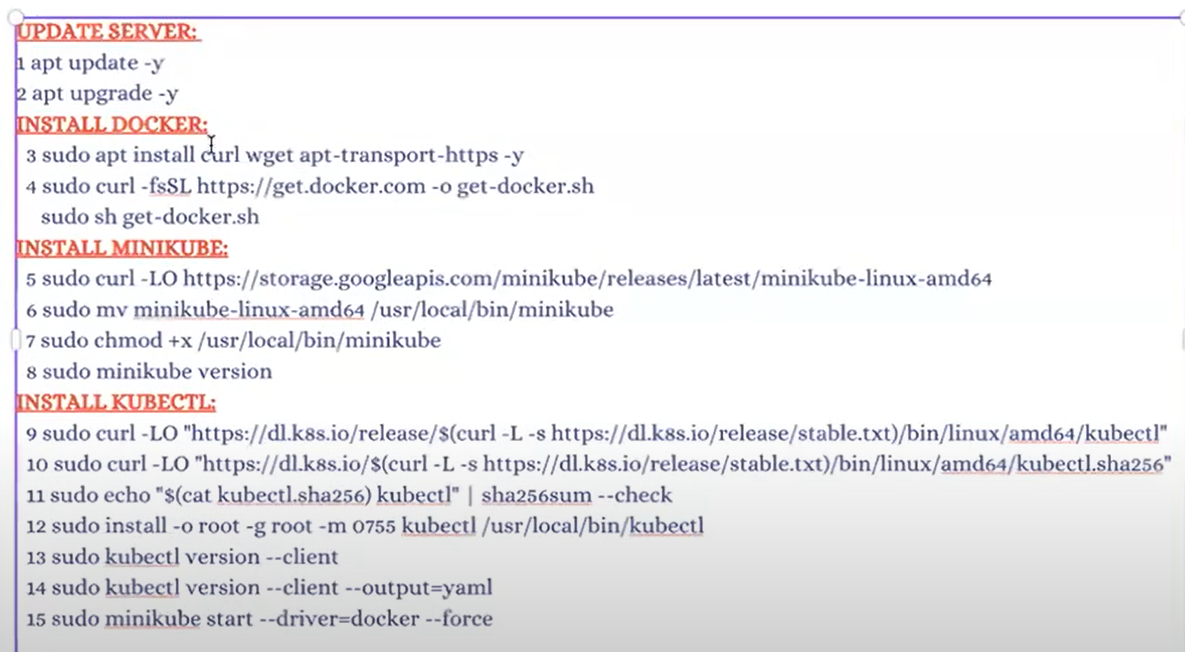 UPDATE SERVER:
1 apt update -y
2 apt upgrade -y
INSTALL DOCKER:
3 sudo apt install curl wget apt-transport-https -y
4 sudo curl -fsSL https://get.docker.com -o get-docker.sh
sudo sh get-docker.sh
INSTALL MINIKUBE:
5 sudo curl -LO https://storage.googleapis.com/minikube/releases/latest/minikube-linux-amd64
6 sudo mv minikube-linux-amd64 /usr/local/bin/minikube
7 sudo chmod +x /usr/local/bin/minikube
8 sudo minikube version
INSTALL KUBECTL:
9 sudo curl -LO "https://dl.k8s.io/release/$(curl -L -s https://dl.k8s.io/release/stable.txt)/bin/linux/amd64/kubectl"
10 sudo curl -LO "https://dl.k8s.io/$(curl -L -s https://dl.k8s.io/release/stable.txt)/bin/linux/amd64/kubectl.sha256"
11 sudo echo "$(cat kubectl.sha256) kubectl" | sha256sum --check
12 sudo install -o root -g root -m 0755 kubectl /usr/local/bin/kubectl
13 sudo kubectl version --client
14 sudo kubectl version --client --output=yaml
15 sudo minikube start --driver=docker --force